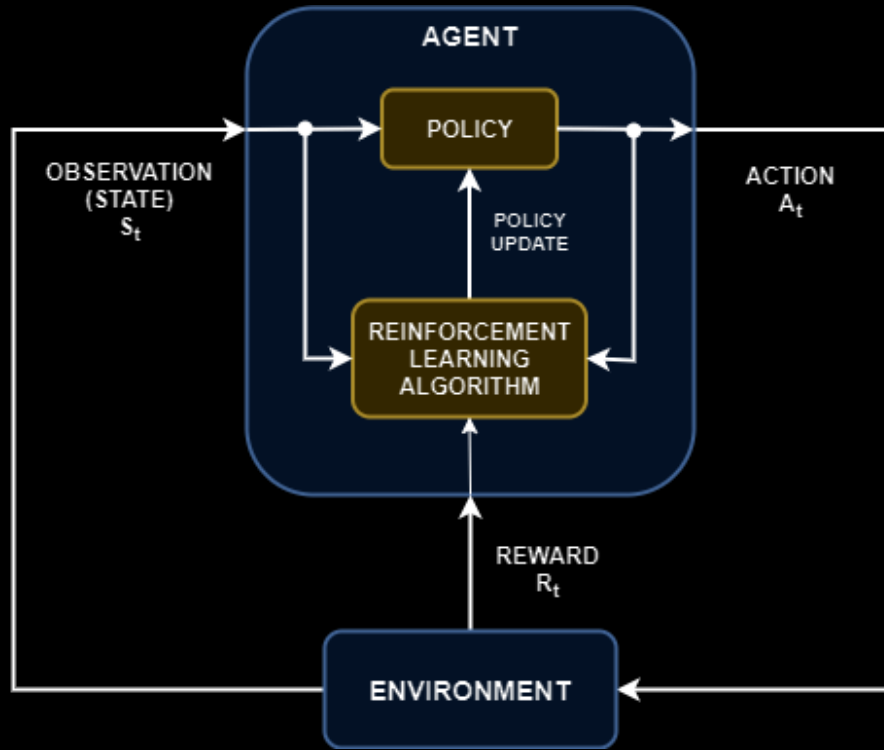 AGENT
POLICY
OBSERVATION
(STATE)
Sₜ
ACTION
Aₜ
POLICY
UPDATE
REINFORCEMENT
LEARNING
ALGORITHM
REWARD
Rₜ
ENVIRONMENT